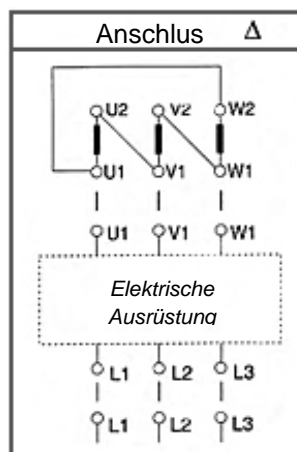 Anschlus Δ
U2 V2 W2
U1 V1 W1
U1 V1 W1
Elektrische
Ausrüstung
L1 L2 L3
L1 L2 L3